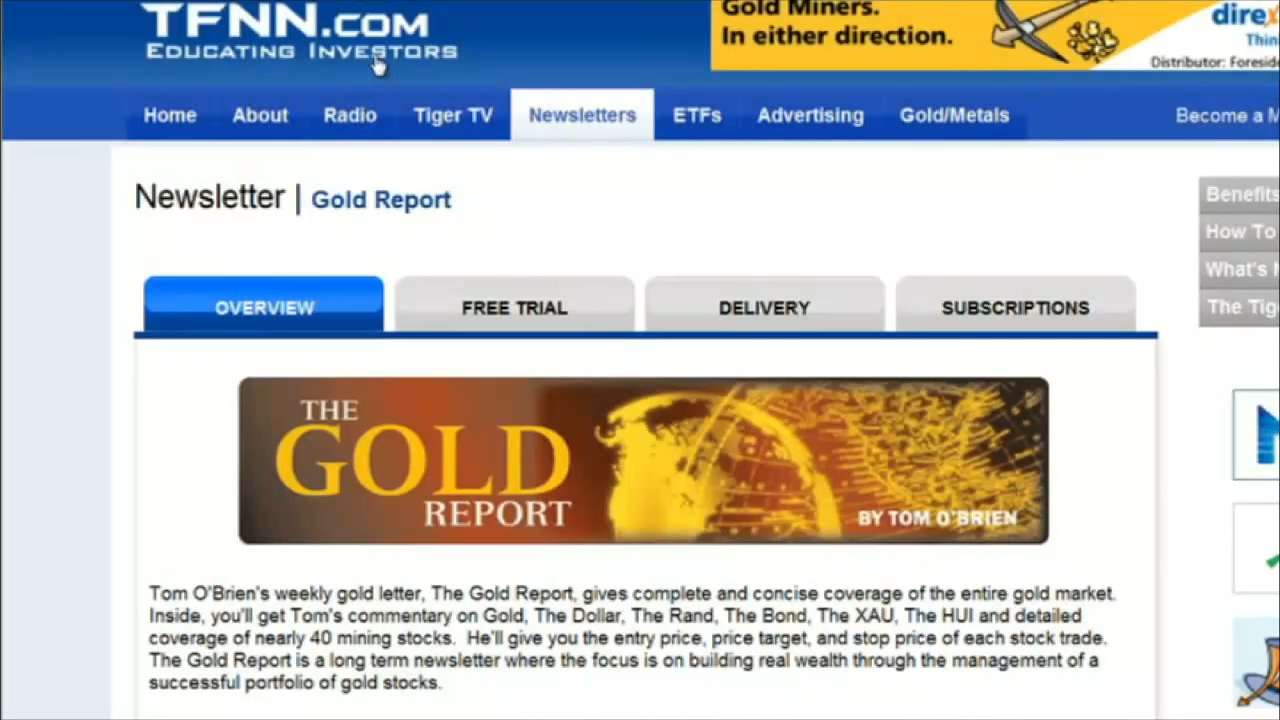 TFNN.COM
EDUCATING INVESTORS
Gold Miners.
In either direction.
Distributor:
Home About Radio Tiger TV Newsletters ETFs Advertising Gold/Metals Become a
Newsletter | Gold Report
Benefits
How To
What's
The
OVERVIEW FREE TRIAL DELIVERY SUBSCRIPTIONS
THE
GOLD
REPORT
BY TOM O'BRIEN
Tom O'Brien's weekly gold letter, The Gold Report, gives complete and concise coverage of the entire gold market.
Inside, you'll get Tom's commentary on Gold, The Dollar, The Rand, The Bond, The XAU, The HUI and detailed
coverage of nearly 40 mining stocks. He'll give you the entry price, price target, and stop price of each stock trade.
The Gold Report is a long term newsletter where the focus is on building real wealth through the management of a
successful portfolio of gold stocks.